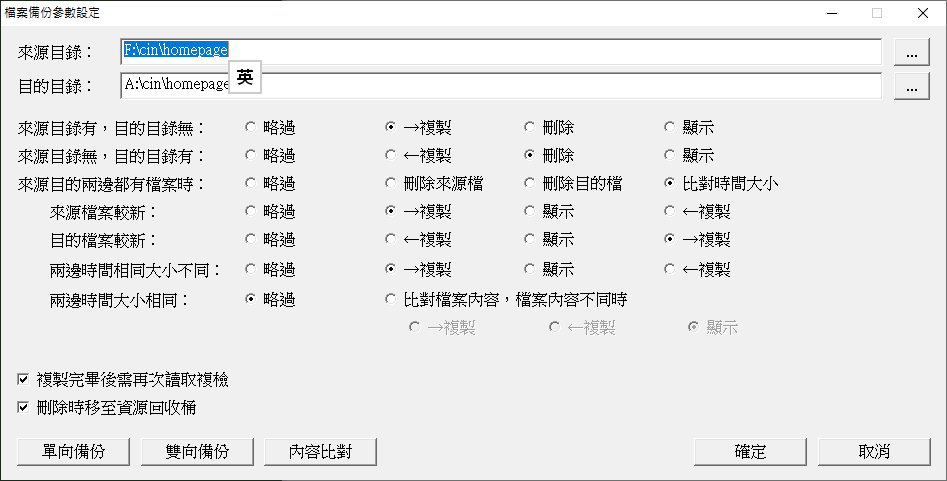 檔案備份參數設定
來源目錄： F:\cin\homepage ...
英
目的目錄： A:\cin\homepage ...
來源目錄有，目的目錄無： 略過 →複製 刪除 顯示
來源目錄無，目的目錄有： 略過 ←複製 刪除 顯示
來源目的兩邊都有檔案時： 略過 刪除來源檔 刪除目的檔 比對時間大小
來源檔案較新： 略過 →複製 顯示 ←複製
目的檔案較新： 略過 ←複製 顯示 →複製
兩邊時間相同大小不同： 略過 →複製 顯示 ←複製
兩邊時間大小相同： 略過 比對檔案內容，檔案內容不同時
→複製 ←複製 顯示
複製完畢後需再次讀取複檢
刪除時移至資源回收桶
單向備份 雙向備份 內容比對 確定 取消